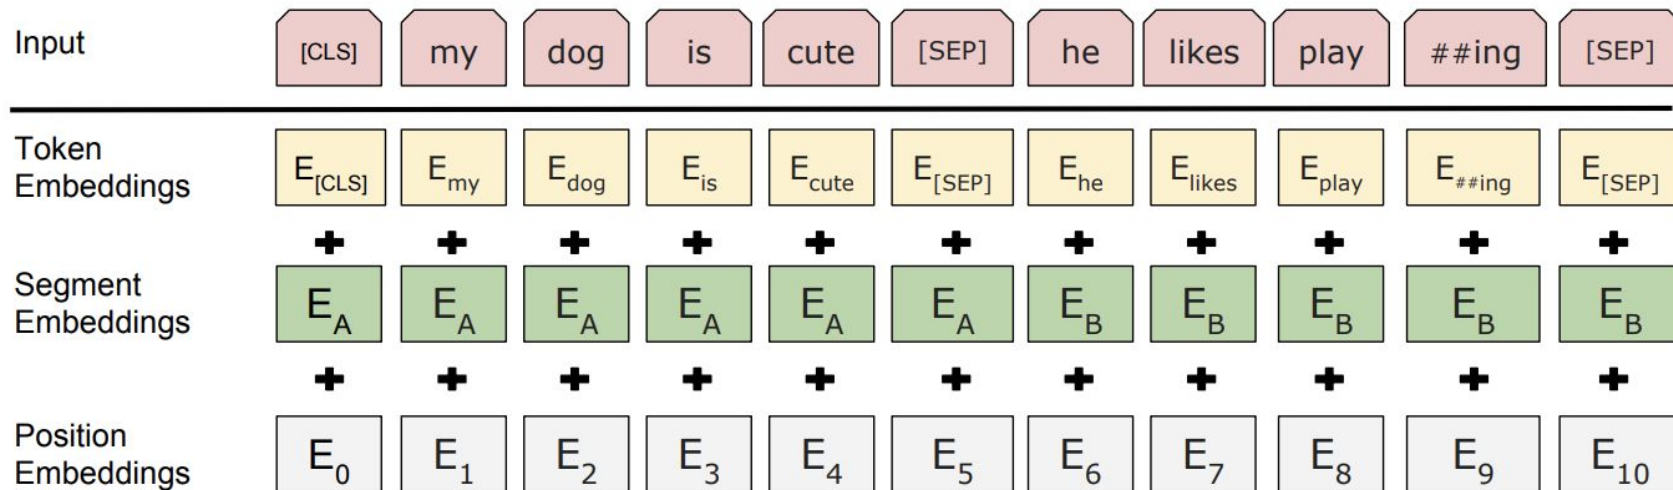 Input [CLS] my dog is cute [SEP] he likes play ##ing [SEP]
Token
Embeddings E[CLS] Emy Edog Eis Ecute E[SEP] Ehe Elikes Eplay E##ing E[SEP]
+ + + + + + + + + + +
Segment
Embeddings EA EA EA EA EA EA EB EB EB EB EB
+ + + + + + + + + + +
Position
Embeddings E0 E1 E2 E3 E4 E5 E6 E7 E8 E9 E10